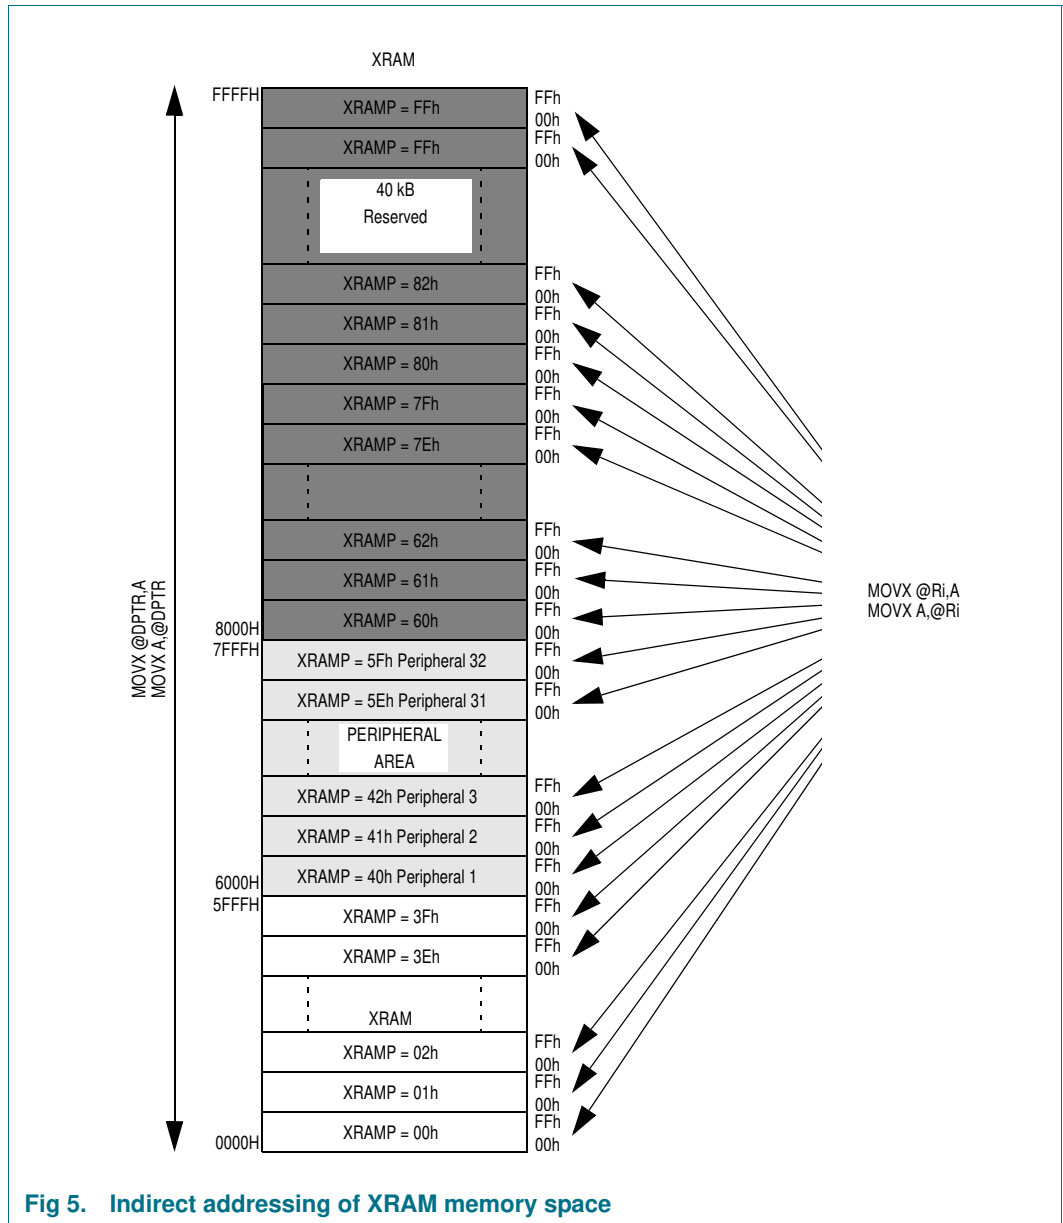 XRAM
FFFFH
XRAMP = FFh
FFh
00h
XRAMP = FFh
FFh
00h
40 kB
Reserved
XRAMP = 82h
FFh
00h
XRAMP = 81h
FFh
00h
XRAMP = 80h
FFh
00h
XRAMP = 7Fh
FFh
00h
XRAMP = 7Eh
FFh
00h
XRAMP = 62h
FFh
00h
XRAMP = 61h
FFh
00h
8000H
XRAMP = 60h
FFh
00h
7FFFH
XRAMP = 5Fh Peripheral 32
FFh
00h
XRAMP = 5Eh Peripheral 31
FFh
00h
PERIPHERAL
AREA
XRAMP = 42h Peripheral 3
FFh
00h
XRAMP = 41h Peripheral 2
FFh
00h
6000H
XRAMP = 40h Peripheral 1
FFh
00h
5FFFH
XRAMP = 3Fh
FFh
00h
XRAMP = 3Eh
FFh
00h
XRAM
XRAMP = 02h
FFh
00h
XRAMP = 01h
FFh
00h
0000H
XRAMP = 00h
FFh
00h
MOVX @DPTR,A
MOVX A,@DPTR
MOVX @Ri,A
MOVX A,@Ri
Fig 5. Indirect addressing of XRAM memory space